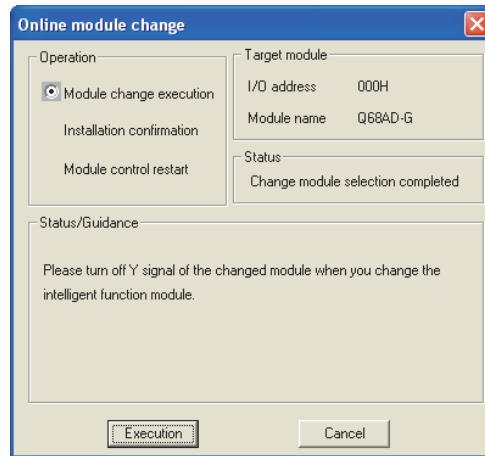 Online module change
Operation
Module change execution
Installation confirmation
Module control restart
Target module
I/O address 000H
Module name Q68AD-G
Status
Change module selection completed
Status/Guidance
Please turn off Y signal of the changed module when you change the
intelligent function module.
Execution
Cancel